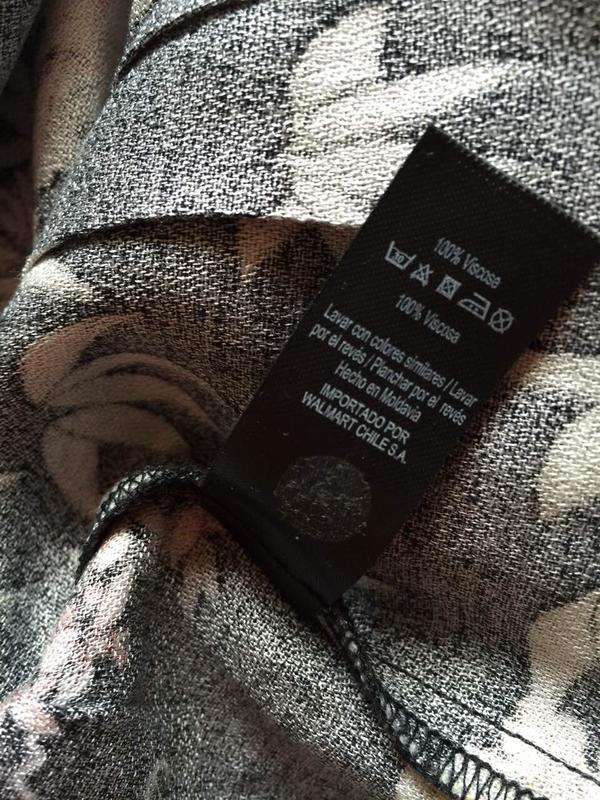 100% Viscose
30
100% Viscosa
Lavar con colores similares / Lavar
por el revés / Planchar por el revés
Hecho en Moldavia
IMPORTADO POR
WALMART CHILE S.A.